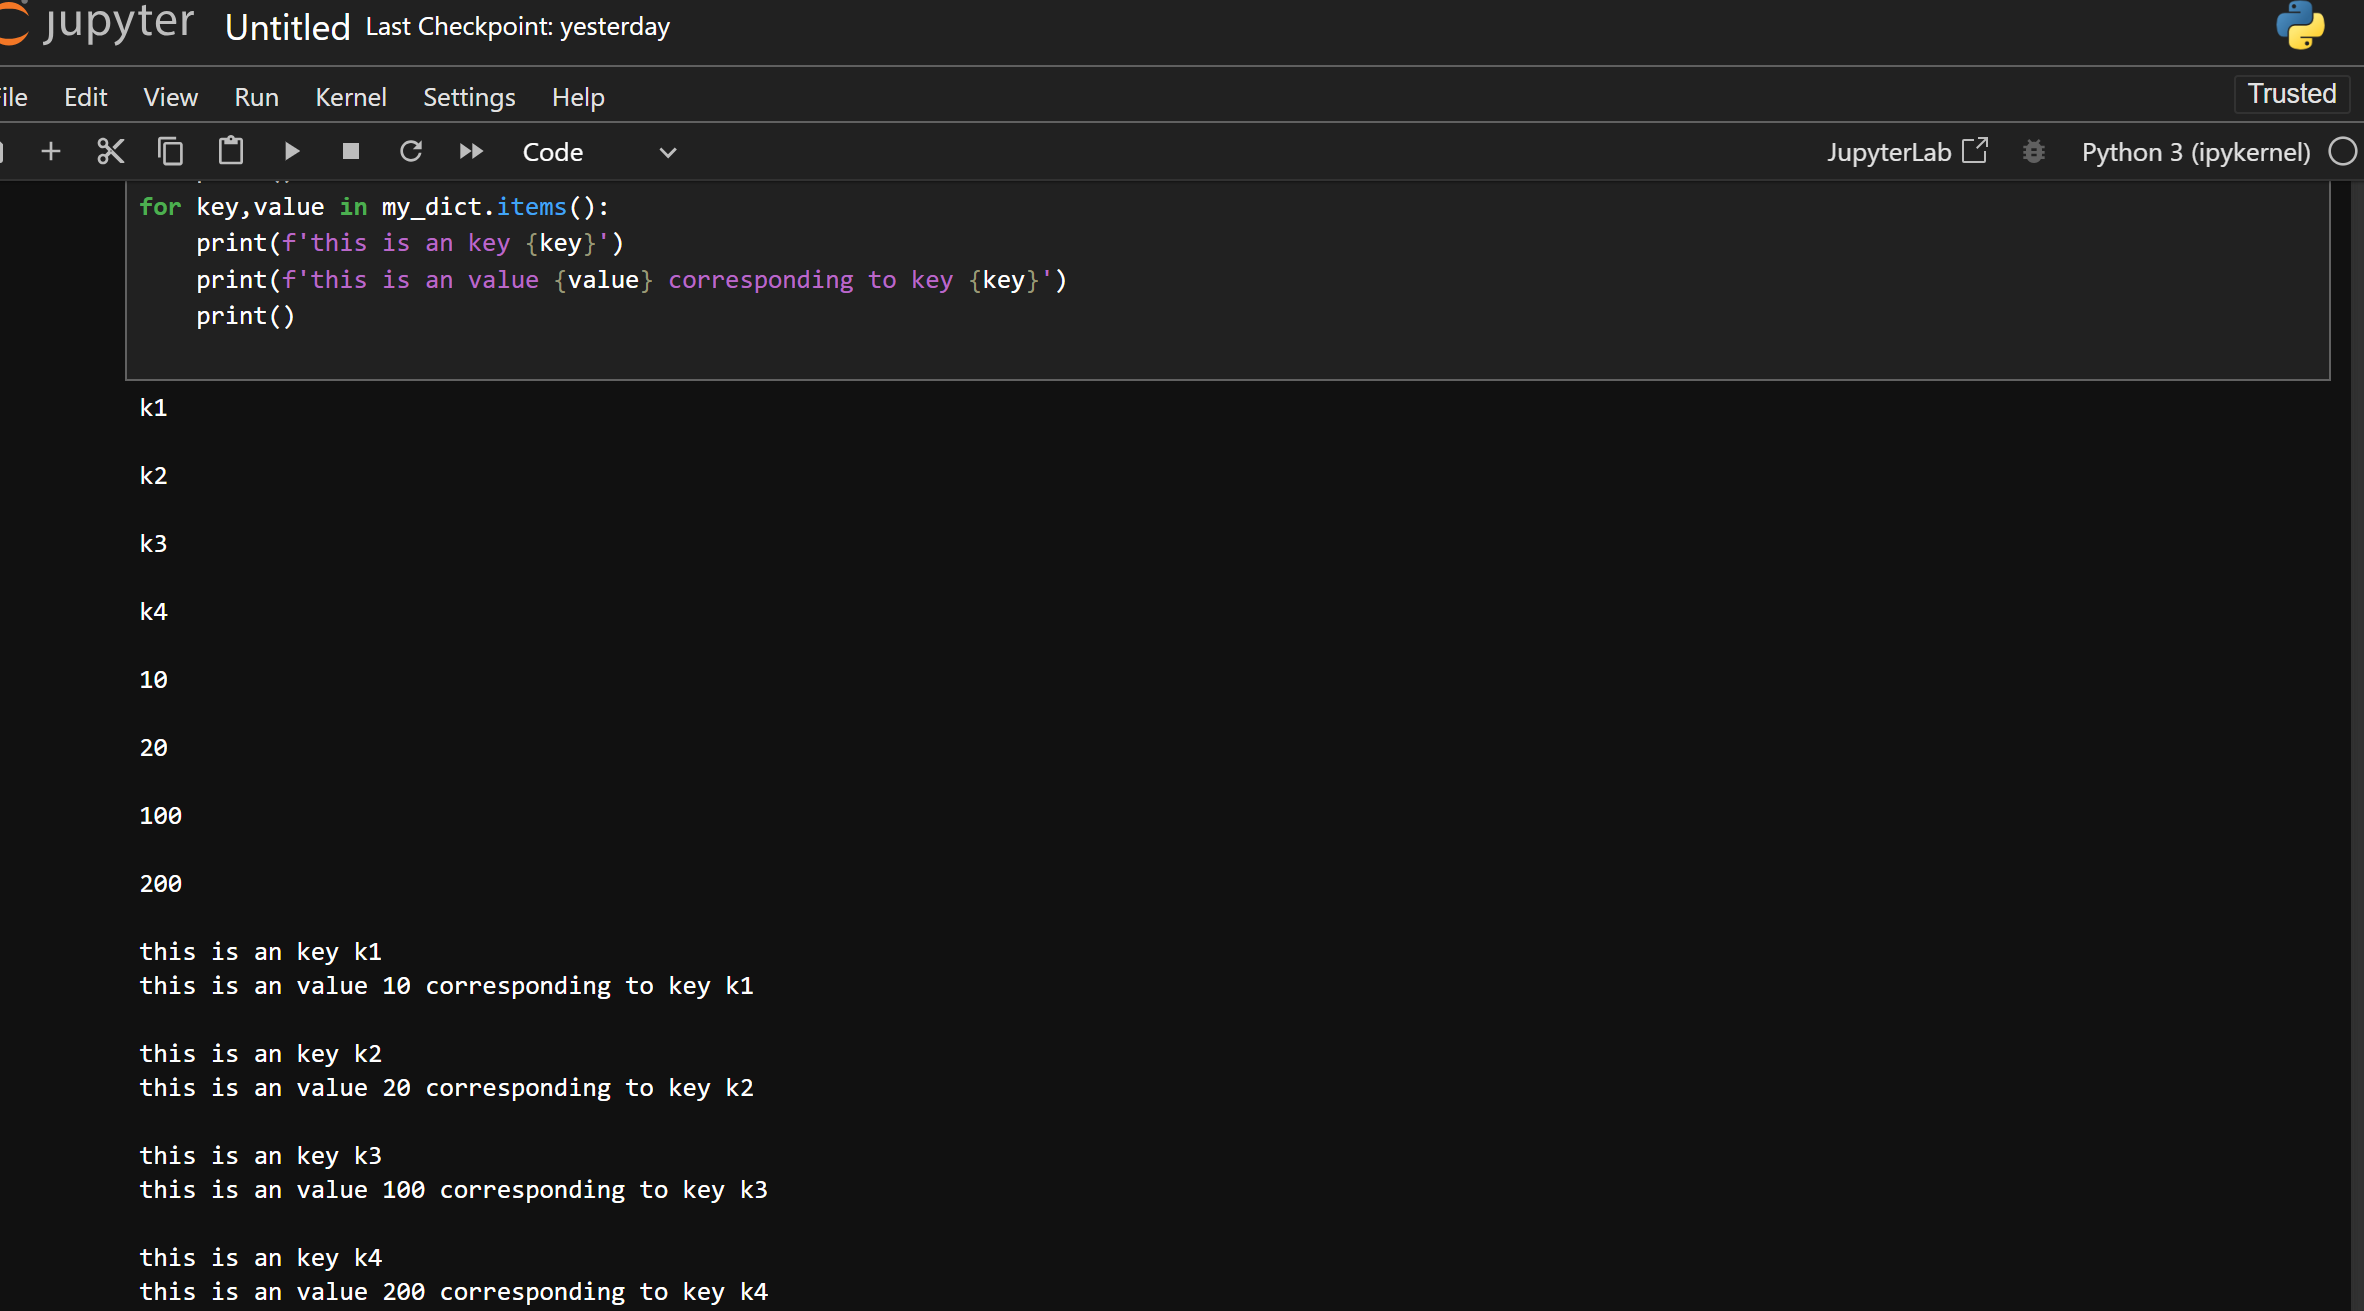 jupyter Untitled Last Checkpoint: yesterday
Edit View Run Kernel Settings Help Trusted
Code JupyterLab Python 3 (ipykernel)
for key,value in my_dict.items():
    print(f'this is an key {key}')
    print(f'this is an value {value} corresponding to key {key}')
    print()
k1
k2
k3
k4
10
20
100
200
this is an key k1
this is an value 10 corresponding to key k1
this is an key k2
this is an value 20 corresponding to key k2
this is an key k3
this is an value 100 corresponding to key k3
this is an key k4
this is an value 200 corresponding to key k4